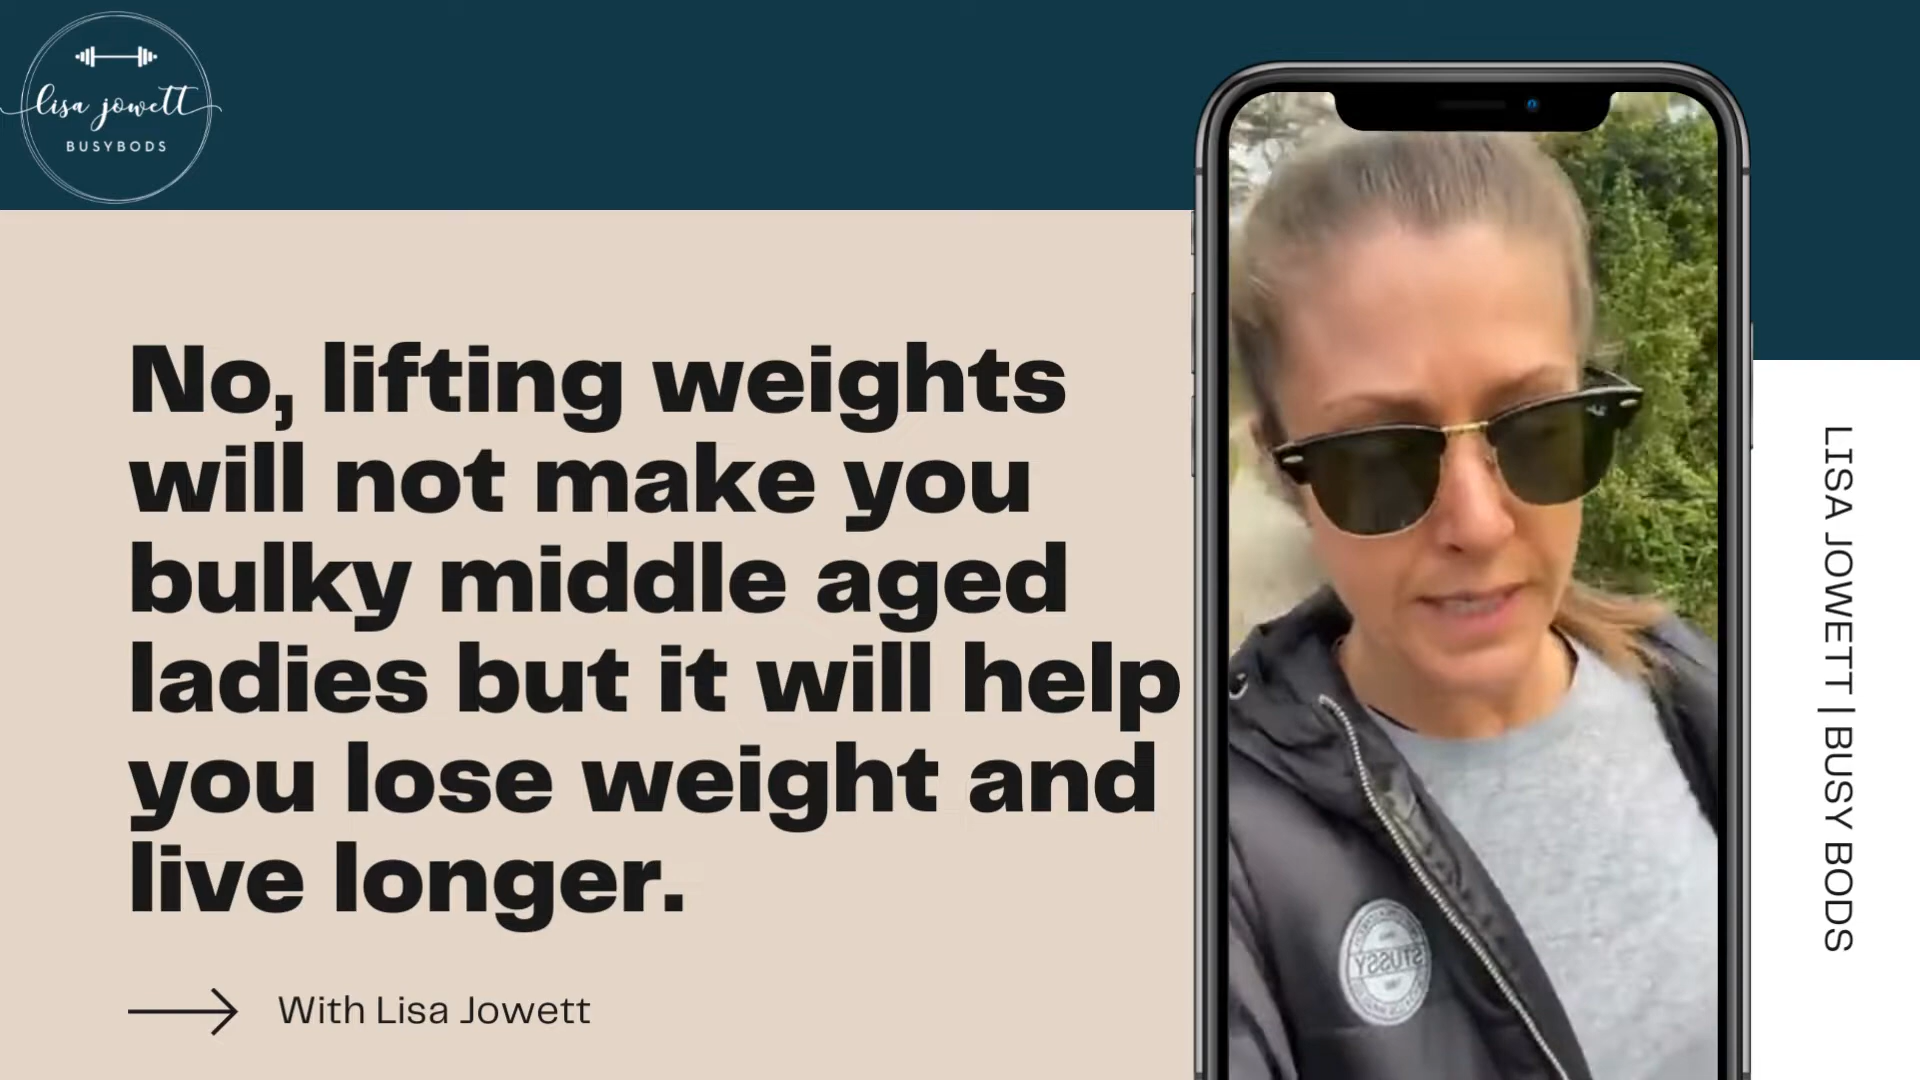 lisa jowett
BUSYBODS
No, lifting weights
will not make you
bulky middle aged
ladies but it will help
you lose weight and
live longer.
With Lisa Jowett
LISA JOWETT | BUSY BODS
STUSSY